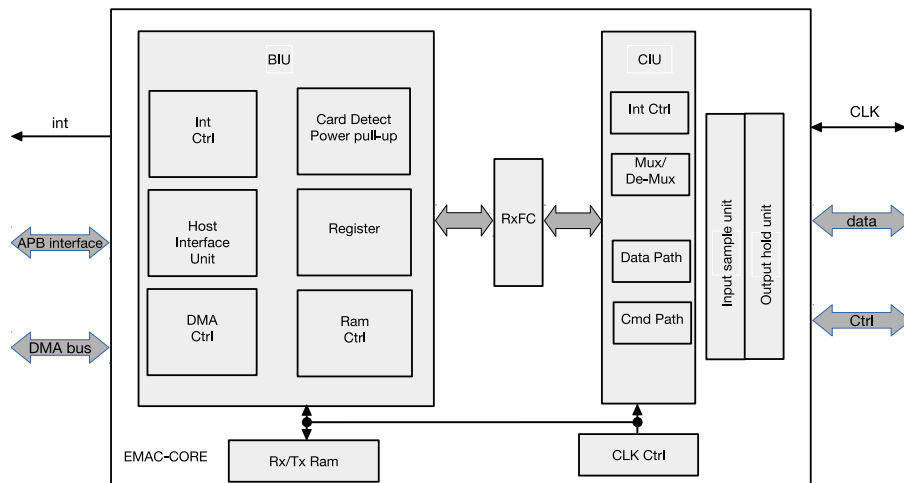 BIU
CIU
int
Int
Ctrl
Card Detect
Power pull-up
Int Ctrl
CLK
Mux/
De-Mux
APB interface
Host
Interface
Unit
Register
RxFC
Data Path
Input sample unit
Output hold unit
data
DMA bus
DMA
Ctrl
Ram
Ctrl
Cmd Path
Ctrl
EMAC-CORE
Rx/Tx Ram
CLK Ctrl